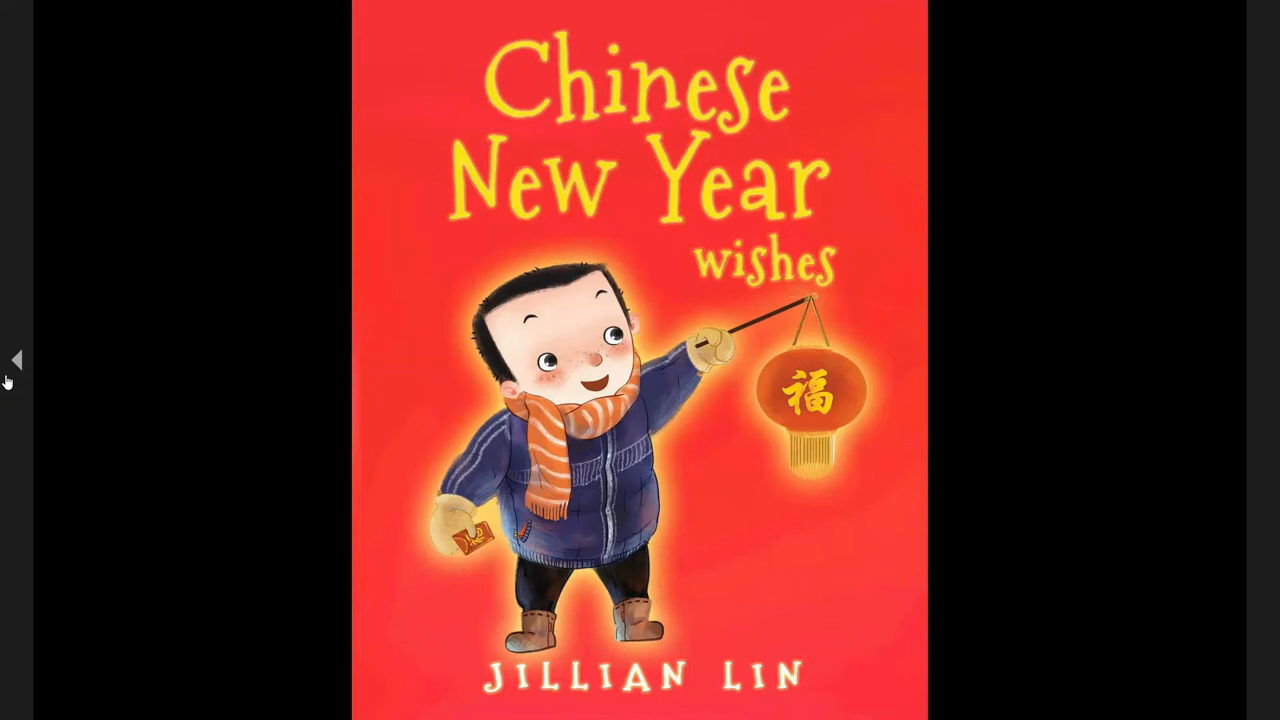 Chinese
New Year
wishes
福
JILLIAN LIN